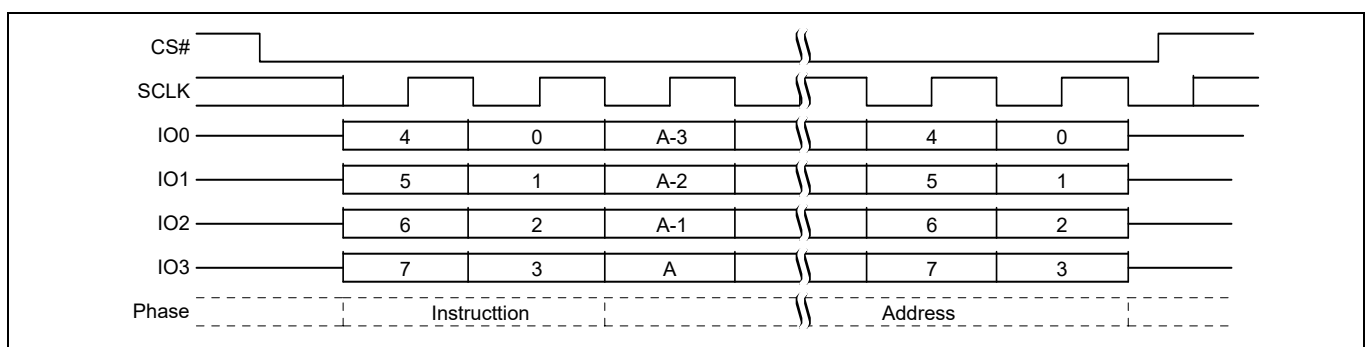 CS#
SCLK
IO0 4 0 A-3 4 0
IO1 5 1 A-2 5 1
IO2 6 2 A-1 6 2
IO3 7 3 A 7 3
Phase Instructtion Address